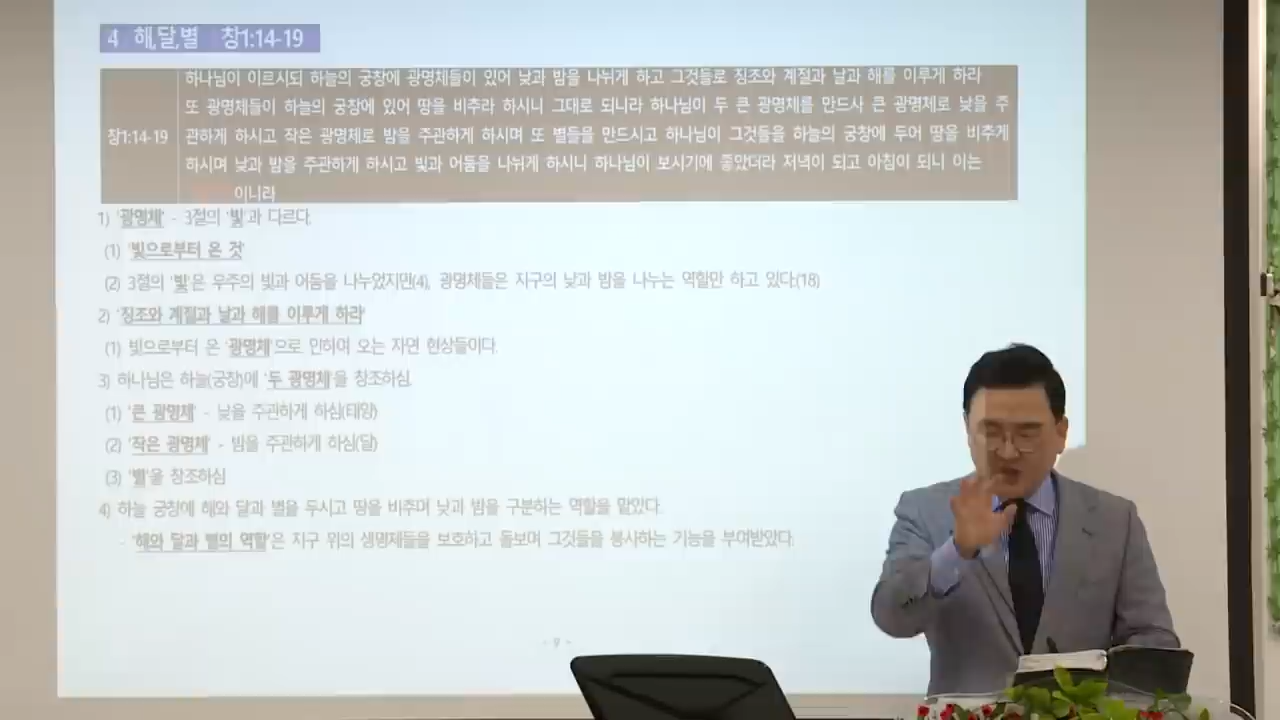 4 해,달,별 창1:14-19
하나님이 이르시되 하늘의 궁창에 광명체들이 있어 낮과 밤을 나뉘게 하고 그것들로 징조와 계절과 날과 해를 이루게 하라
또 광명체들이 하늘의 궁창에 있어 땅을 비추라 하시니 그대로 되니라 하나님이 두 큰 광명체를 만드사 큰 광명체로 낮을 주
창1:14-19
관하게 하시고 작은 광명체로 밤을 주관하게 하시며 또 별들을 만드시고 하나님이 그것들을 하늘의 궁창에 두어 땅을 비추게
하시며 낮과 밤을 주관하게 하시고 빛과 어둠을 나뉘게 하시니 하나님이 보시기에 좋았더라 저녁이 되고 아침이 되니 이는
이니라
1) '광명체' - 3절의 '빛'과 다르다.
(1) '빛으로부터 온 것'
(2) 3절의 '빛'은 우주의 빛과 어둠을 나누었지만(4), 광명체들은 지구의 낮과 밤을 나누는 역할만 하고 있다(18)
2) '징조와 계절과 날과 해를 이루게 하라'
(1) 빛으로부터 온 '광명체'으로 인하여 오는 자연 현상들이다.
3) 하나님은 하늘(궁창)에 '두 광명체'을 창조하심.
(1) '큰 광명체' - 낮을 주관하게 하심(태양)
(2) '작은 광명체' - 밤을 주관하게 하심(달)
(3) '별'을 창조하심
4) 하늘 궁창에 해와 달과 별을 두시고 땅을 비추며 낮과 밤을 구분하는 역할을 맡았다.
- '해와 달과 별의 역할'은 지구 위의 생명체들을 보호하고 돌보며 그것들을 봉사하는 기능을 부여받았다.
- 9 -